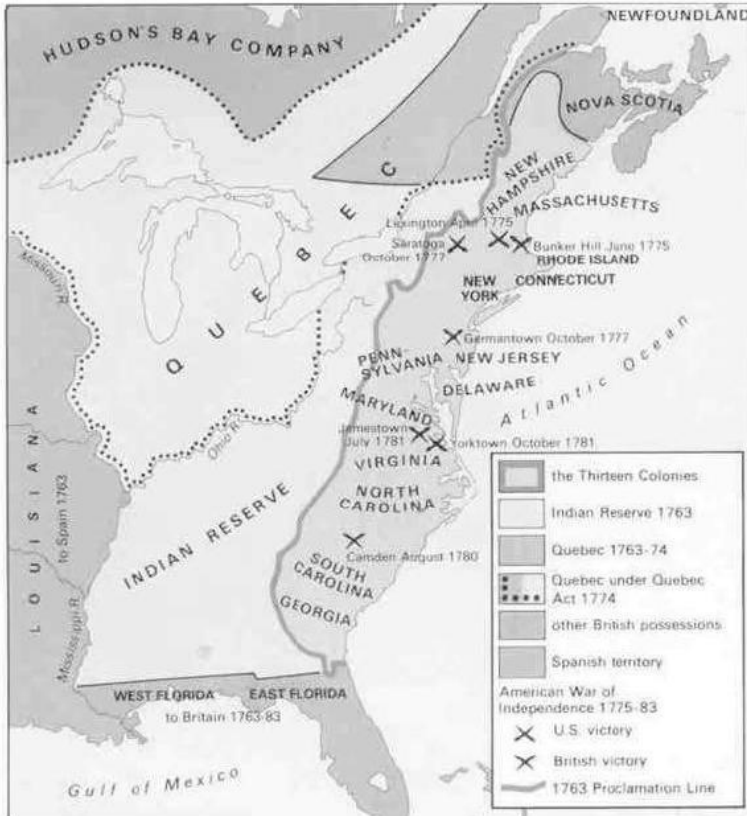 NEWFOUNDLAND
HUDSON'S BAY COMPANY
NOVA SCOTIA
NEW
HAMPSHIRE
MASSACHUSETTS
QUEBEC
Lexington April 1775
Saratoga
October 1777
Bunker Hill June 1775
RHODE ISLAND
NEW
YORK
CONNECTICUT
Missouri R.
Germantown October 1777
PENN-
SYLVANIA
NEW JERSEY
DELAWARE
Atlantic Ocean
MARYLAND
Jamestown
July 1781
Yorktown October 1781
Ohio R.
VIRGINIA
NORTH
CAROLINA
LOUISIANA
to Spain 1763
INDIAN RESERVE
Camden August 1780
SOUTH
CAROLINA
GEORGIA
Mississippi R.
WEST FLORIDA
EAST FLORIDA
to Britain 1763-83
Gulf of Mexico
the Thirteen Colonies
Indian Reserve 1763
Quebec 1763-74
Quebec under Quebec
Act 1774
other British possessions
Spanish territory
American War of
Independence 1775-83
U.S. victory
British victory
1763 Proclamation Line